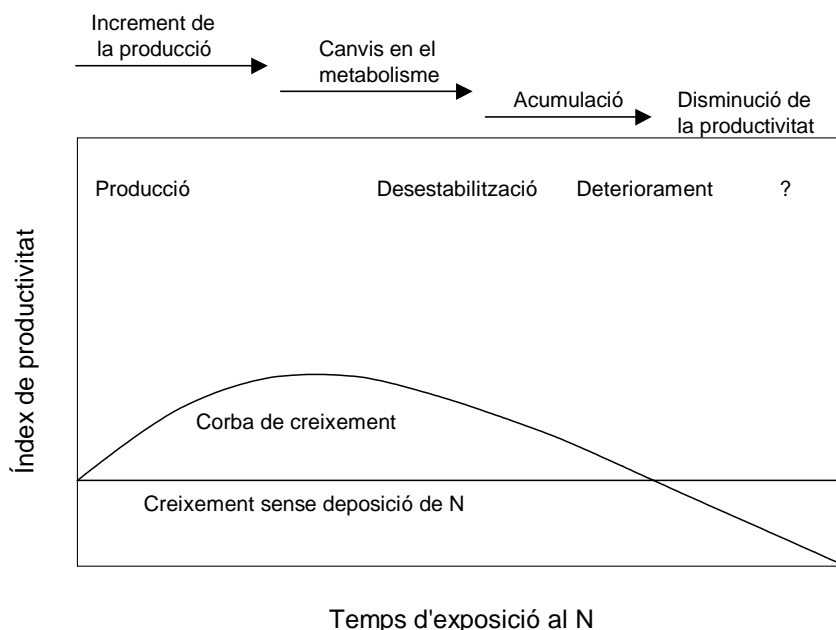 Increment de
la producció
Canvis en el
metabolisme
Acumulació
Disminució de
la productivitat
Producció
Desestabilització
Deteriorament
?
Índex de productivitat
Corba de creixement
Creixement sense deposició de N
Temps d'exposició al N